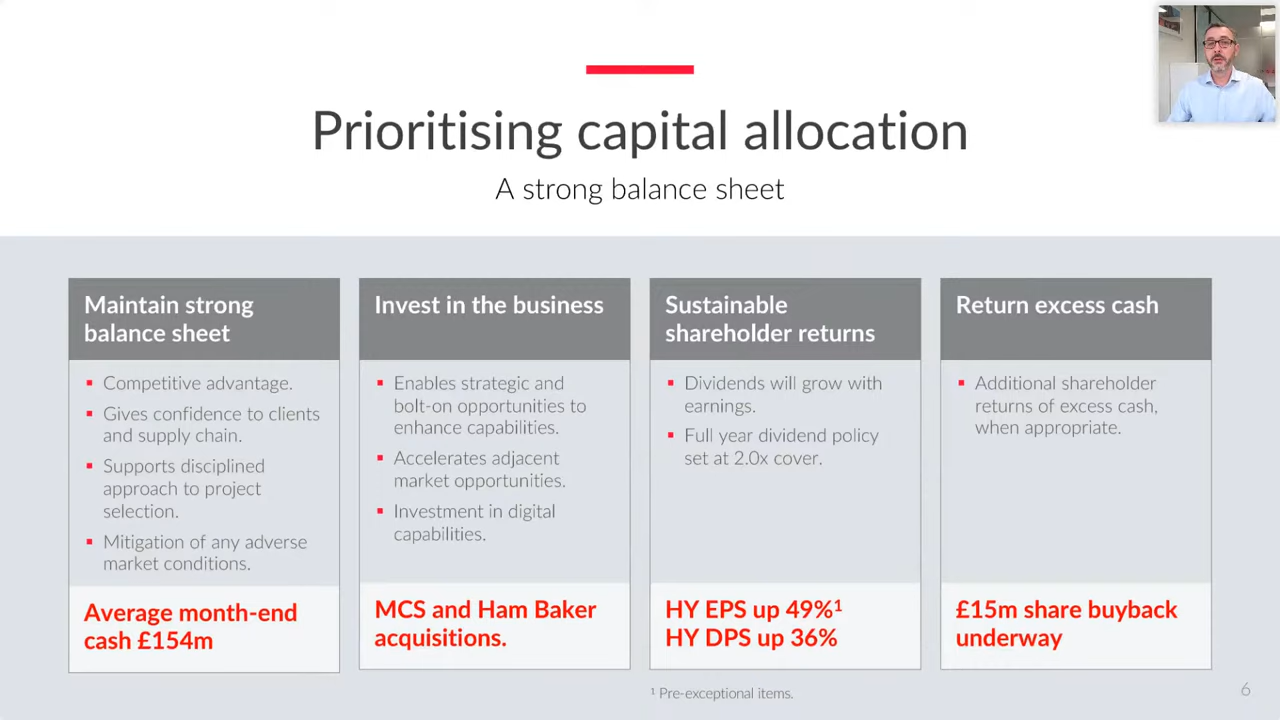 Prioritising capital allocation
A strong balance sheet
Maintain strong
balance sheet
▪ Competitive advantage.
▪ Gives confidence to clients
and supply chain.
▪ Supports disciplined
approach to project
selection.
▪ Mitigation of any adverse
market conditions.
Average month-end
cash £154m
Invest in the business
▪ Enables strategic and
bolt-on opportunities to
enhance capabilities.
▪ Accelerates adjacent
market opportunities.
▪ Investment in digital
capabilities.
MCS and Ham Baker
acquisitions.
Sustainable
shareholder returns
▪ Dividends will grow with
earnings.
▪ Full year dividend policy
set at 2.0x cover.
HY EPS up 49%¹
HY DPS up 36%
Return excess cash
▪ Additional shareholder
returns of excess cash,
when appropriate.
£15m share buyback
underway
¹ Pre-exceptional items.
6